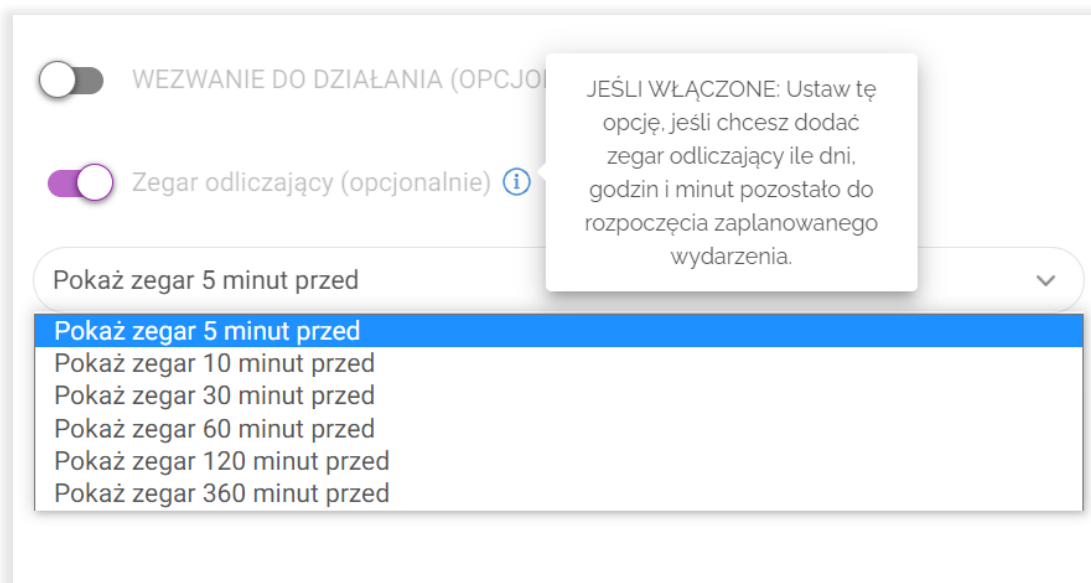 WEZWANIE DO DZIAŁANIA (OPCJO
JEŚLI WŁĄCZONE: Ustaw tę
opcję, jeśli chcesz dodać
zegar odliczający ile dni,
godzin i minut pozostało do
rozpoczęcia zaplanowanego
wydarzenia.
Zegar odliczający (opcjonalnie)
Pokaż zegar 5 minut przed
Pokaż zegar 5 minut przed
Pokaż zegar 10 minut przed
Pokaż zegar 30 minut przed
Pokaż zegar 60 minut przed
Pokaż zegar 120 minut przed
Pokaż zegar 360 minut przed